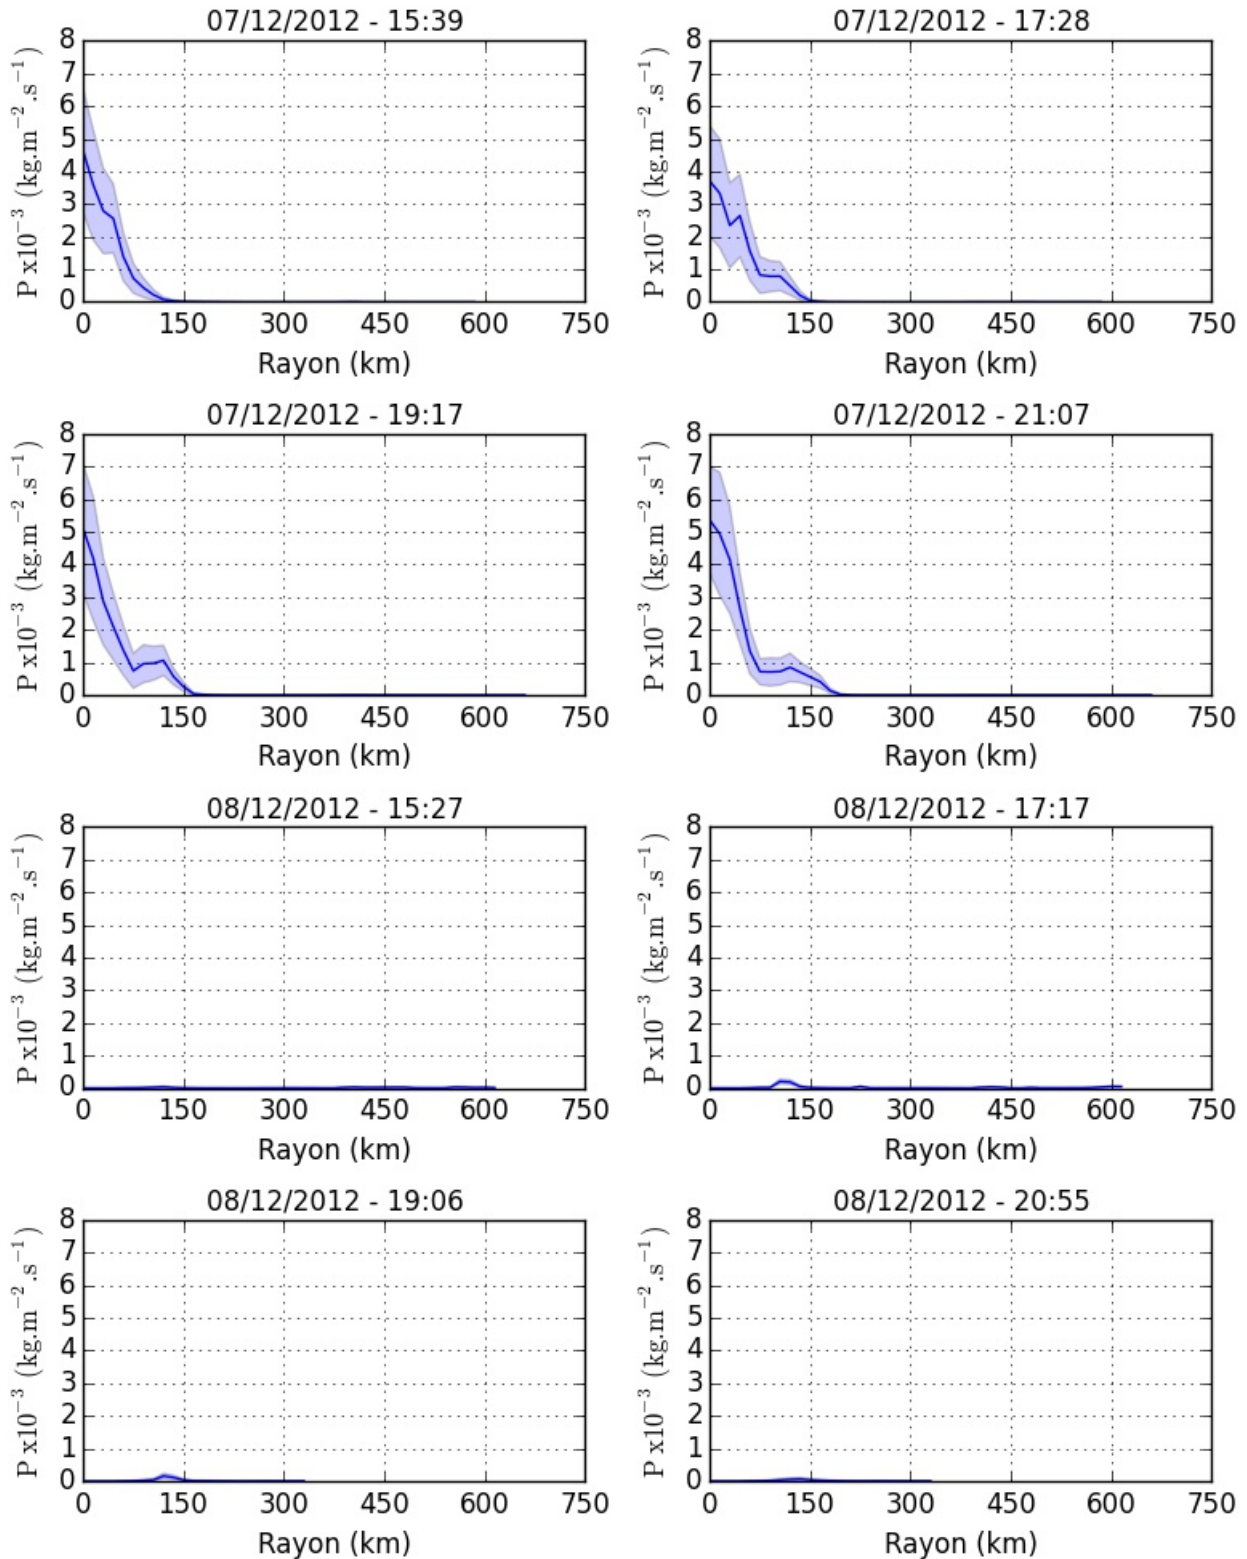 07/12/2012 - 15:39
P x10⁻³ (kg.m⁻².s⁻¹)
8
7
6
5
4
3
2
1
0
0 150 300 450 600 750
Rayon (km)
07/12/2012 - 17:28
P x10⁻³ (kg.m⁻².s⁻¹)
8
7
6
5
4
3
2
1
0
0 150 300 450 600 750
Rayon (km)
07/12/2012 - 19:17
P x10⁻³ (kg.m⁻².s⁻¹)
8
7
6
5
4
3
2
1
0
0 150 300 450 600 750
Rayon (km)
07/12/2012 - 21:07
P x10⁻³ (kg.m⁻².s⁻¹)
8
7
6
5
4
3
2
1
0
0 150 300 450 600 750
Rayon (km)
08/12/2012 - 15:27
P x10⁻³ (kg.m⁻².s⁻¹)
8
7
6
5
4
3
2
1
0
0 150 300 450 600 750
Rayon (km)
08/12/2012 - 17:17
P x10⁻³ (kg.m⁻².s⁻¹)
8
7
6
5
4
3
2
1
0
0 150 300 450 600 750
Rayon (km)
08/12/2012 - 19:06
P x10⁻³ (kg.m⁻².s⁻¹)
8
7
6
5
4
3
2
1
0
0 150 300 450 600 750
Rayon (km)
08/12/2012 - 20:55
P x10⁻³ (kg.m⁻².s⁻¹)
8
7
6
5
4
3
2
1
0
0 150 300 450 600 750
Rayon (km)